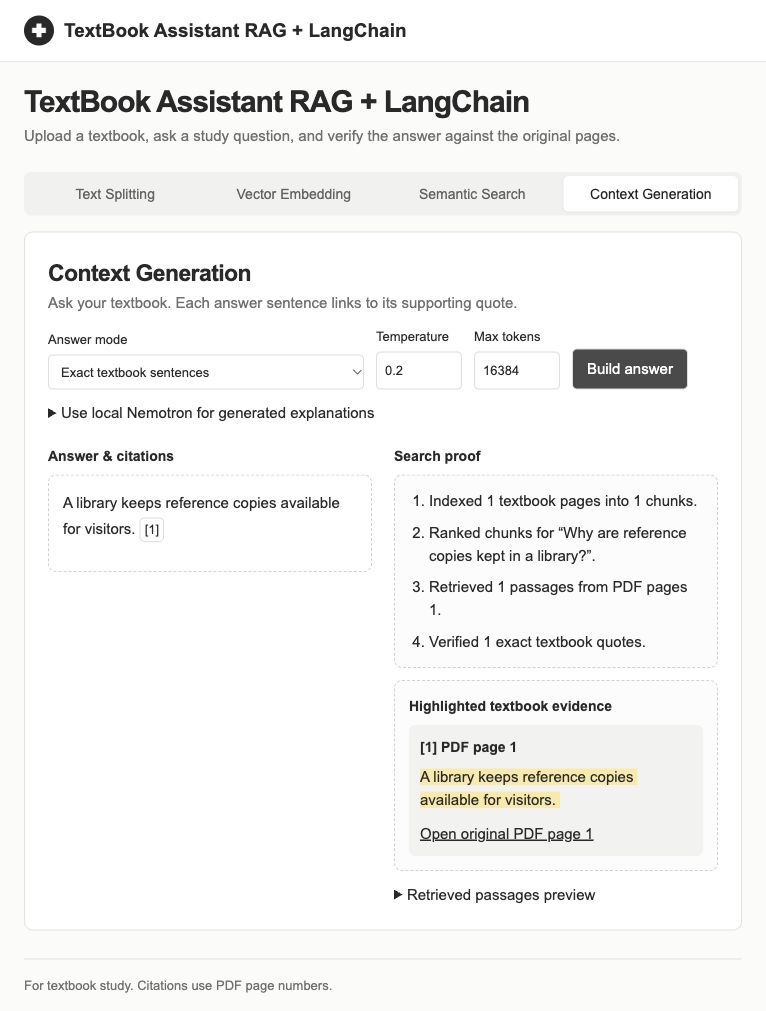 TextBook Assistant RAG + LangChain
TextBook Assistant RAG + LangChain
Upload a textbook, ask a study question, and verify the answer against the original pages.
Text Splitting
Vector Embedding
Semantic Search
Context Generation
Context Generation
Ask your textbook. Each answer sentence links to its supporting quote.
Answer mode
Exact textbook sentences
Temperature
0.2
Max tokens
16384
Build answer
▶ Use local Nemotron for generated explanations
Answer & citations
A library keeps reference copies available
for visitors. [1]
Search proof
1. Indexed 1 textbook pages into 1 chunks.
2. Ranked chunks for “Why are reference
copies kept in a library?”.
3. Retrieved 1 passages from PDF pages
1.
4. Verified 1 exact textbook quotes.
Highlighted textbook evidence
[1] PDF page 1
A library keeps reference copies
available for visitors.
Open original PDF page 1
▶ Retrieved passages preview
For textbook study. Citations use PDF page numbers.